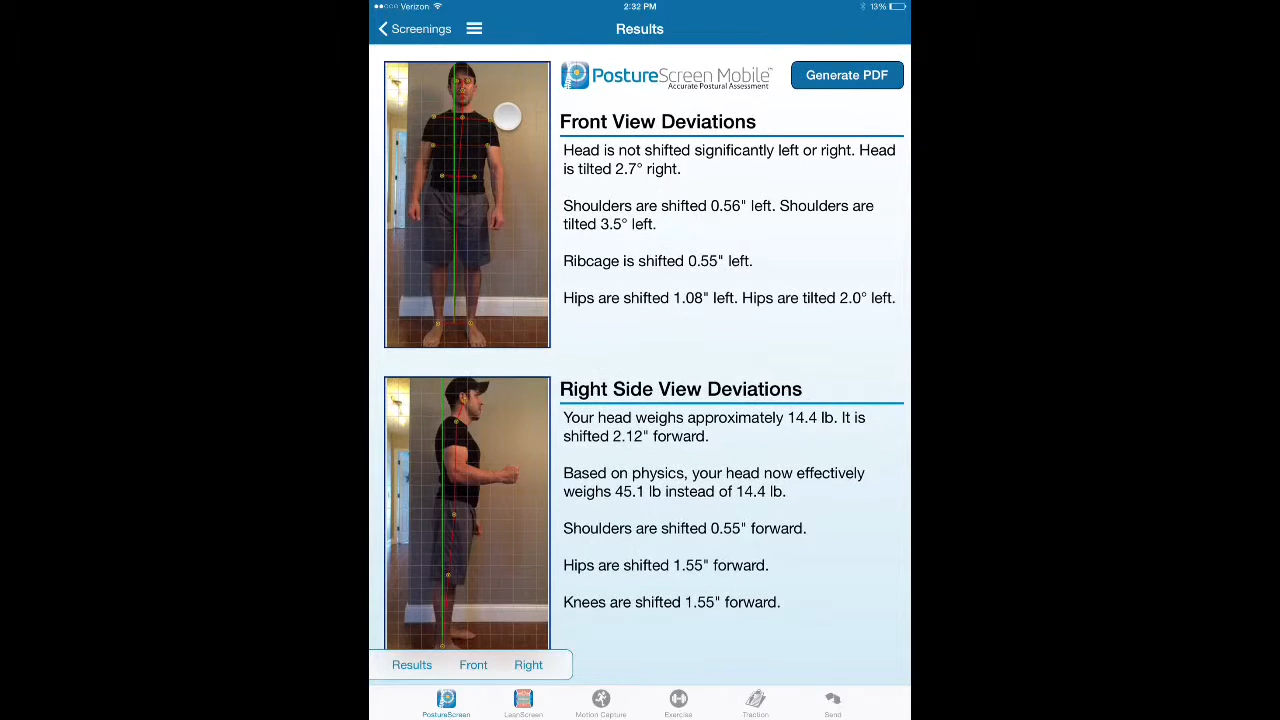 Verizon 2:32 PM 13%
Screenings Results
PostureScreen Mobile™
Accurate Postural Assessment
Generate PDF
Front View Deviations
Head is not shifted significantly left or right. Head
is tilted 2.7° right.
Shoulders are shifted 0.56" left. Shoulders are
tilted 3.5° left.
Ribcage is shifted 0.55" left.
Hips are shifted 1.08" left. Hips are tilted 2.0° left.
Right Side View Deviations
Your head weighs approximately 14.4 lb. It is
shifted 2.12" forward.
Based on physics, your head now effectively
weighs 45.1 lb instead of 14.4 lb.
Shoulders are shifted 0.55" forward.
Hips are shifted 1.55" forward.
Knees are shifted 1.55" forward.
Results Front Right
PostureScreen LeanScreen Motion Capture Exercise Traction Send